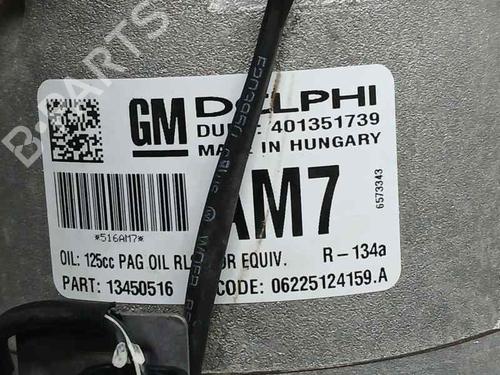 GM DELPHI
401351739
MADE IN HUNGARY
AM7
*516AM7*
6573343
OIL: 125cc PAG OIL OR EQUIV. R-134a
PART: 13450516 CODE: 06225124159.A
B-PARTS